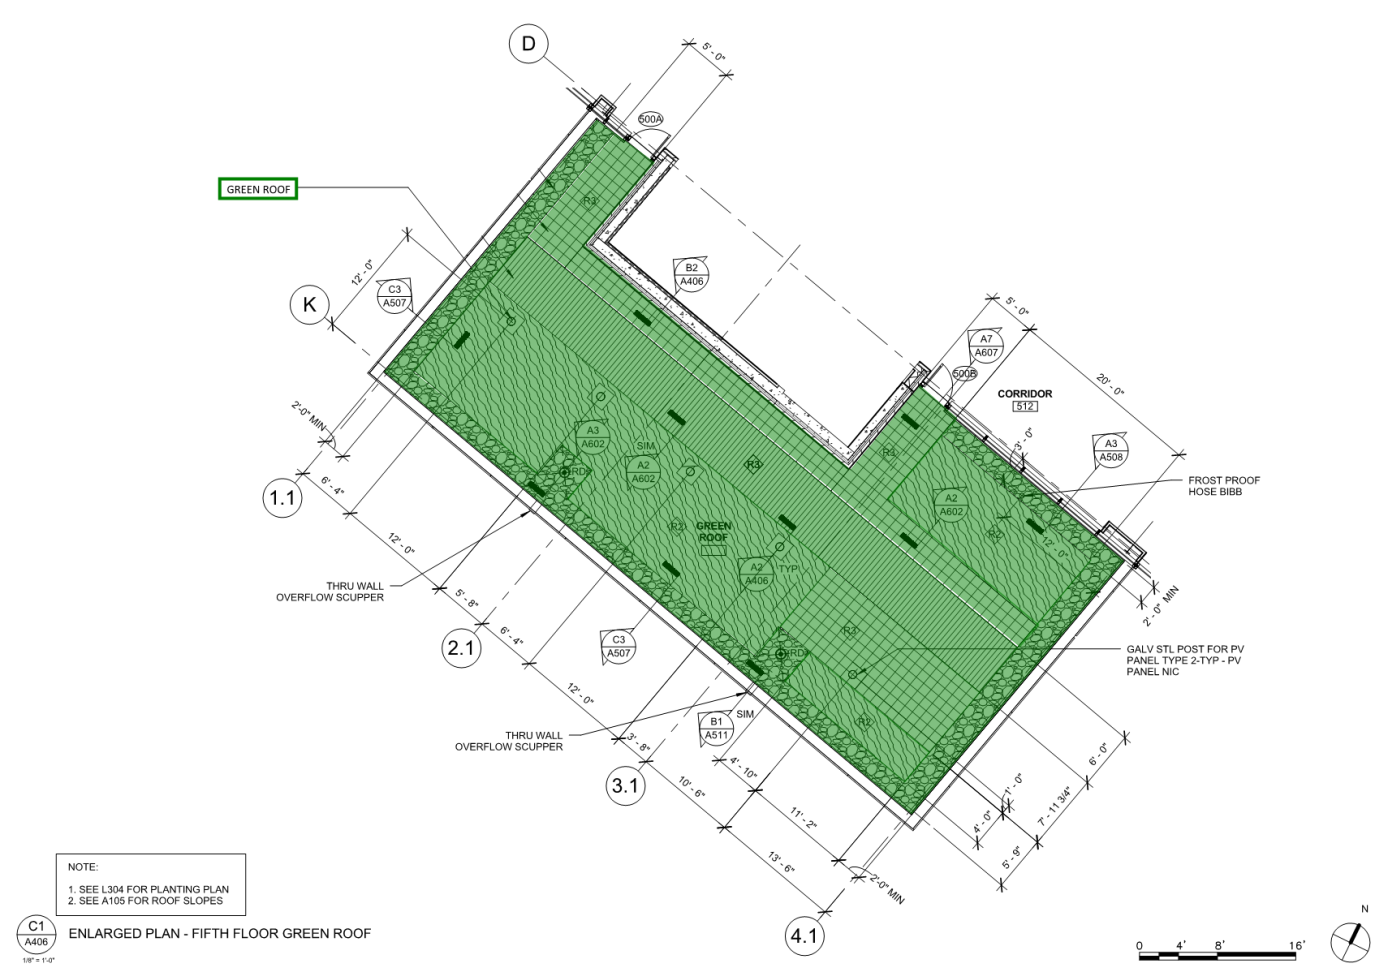 D
5' - 0"
500A
GREEN ROOF
R3
12' - 0"
B2
A406
C3
A507
K
5' - 0"
A7
A607
500B
20' - 0"
CORRIDOR
512
3' - 0"
A3
A508
2'-0" MIN
A3
A602
SIM
A2
A602
R3
R3
FROST PROOF
HOSE BIBB
1.1
6' - 4"
RD
A2
A602
R2
R2
GREEN
ROOF
12' - 0"
12' - 0"
A2
A406
TYP
THRU WALL
OVERFLOW SCUPPER
5' - 8"
2' - 0" MIN
6' - 4"
R3
2.1
C3
A507
RD
GALV STL POST FOR PV
PANEL TYPE 2-TYP - PV
PANEL NIC
12' - 0"
SIM
B1
A511
R2
THRU WALL
OVERFLOW SCUPPER
3' - 8"
6' - 0"
4' - 10"
3.1
10' - 6"
1' - 0"
7' - 11 3/4"
11' - 2"
4' - 0"
5' - 9"
13' - 6"
2'-0" MIN
4.1
NOTE:
1. SEE L304 FOR PLANTING PLAN
2. SEE A105 FOR ROOF SLOPES
C1
A406
ENLARGED PLAN - FIFTH FLOOR GREEN ROOF
1/8" = 1'-0"
N
0 4' 8' 16'